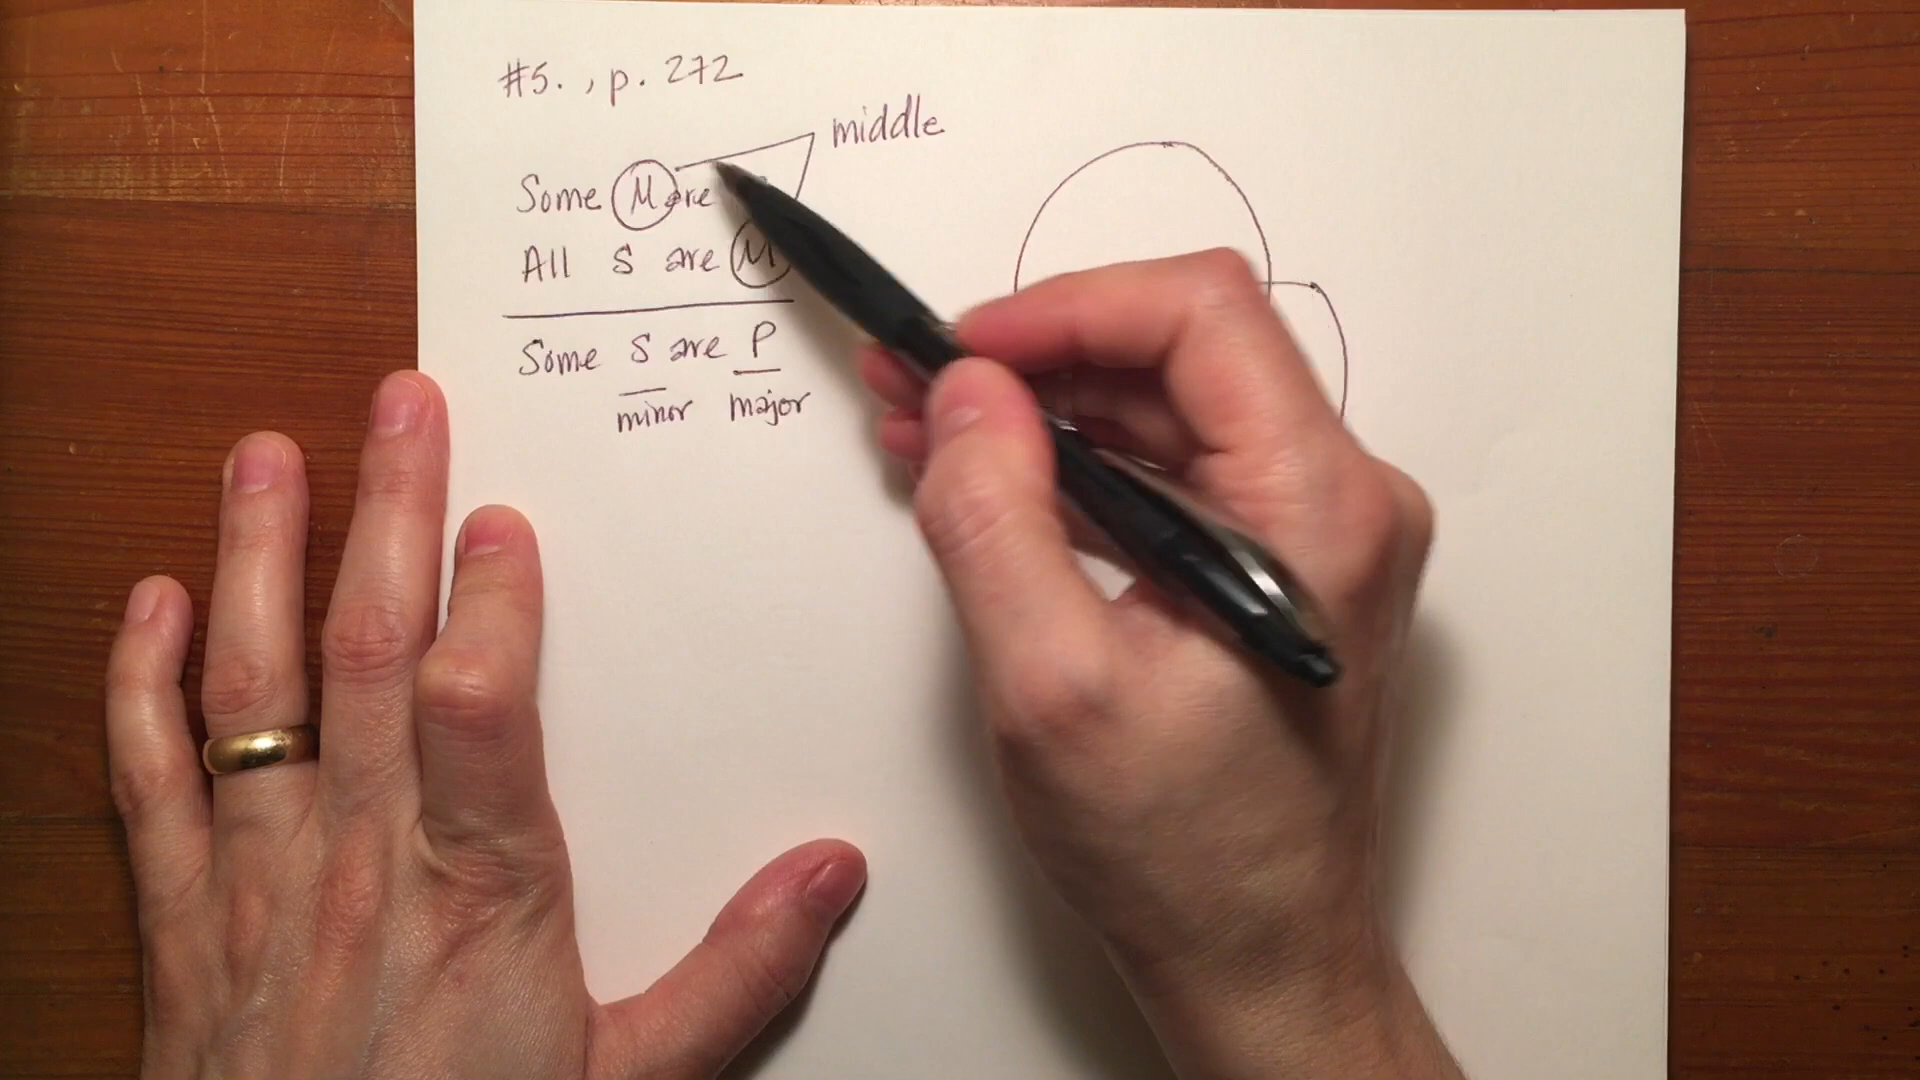 #5. , p. 272
middle
Some M are
All S are M
Some S are P
minor major